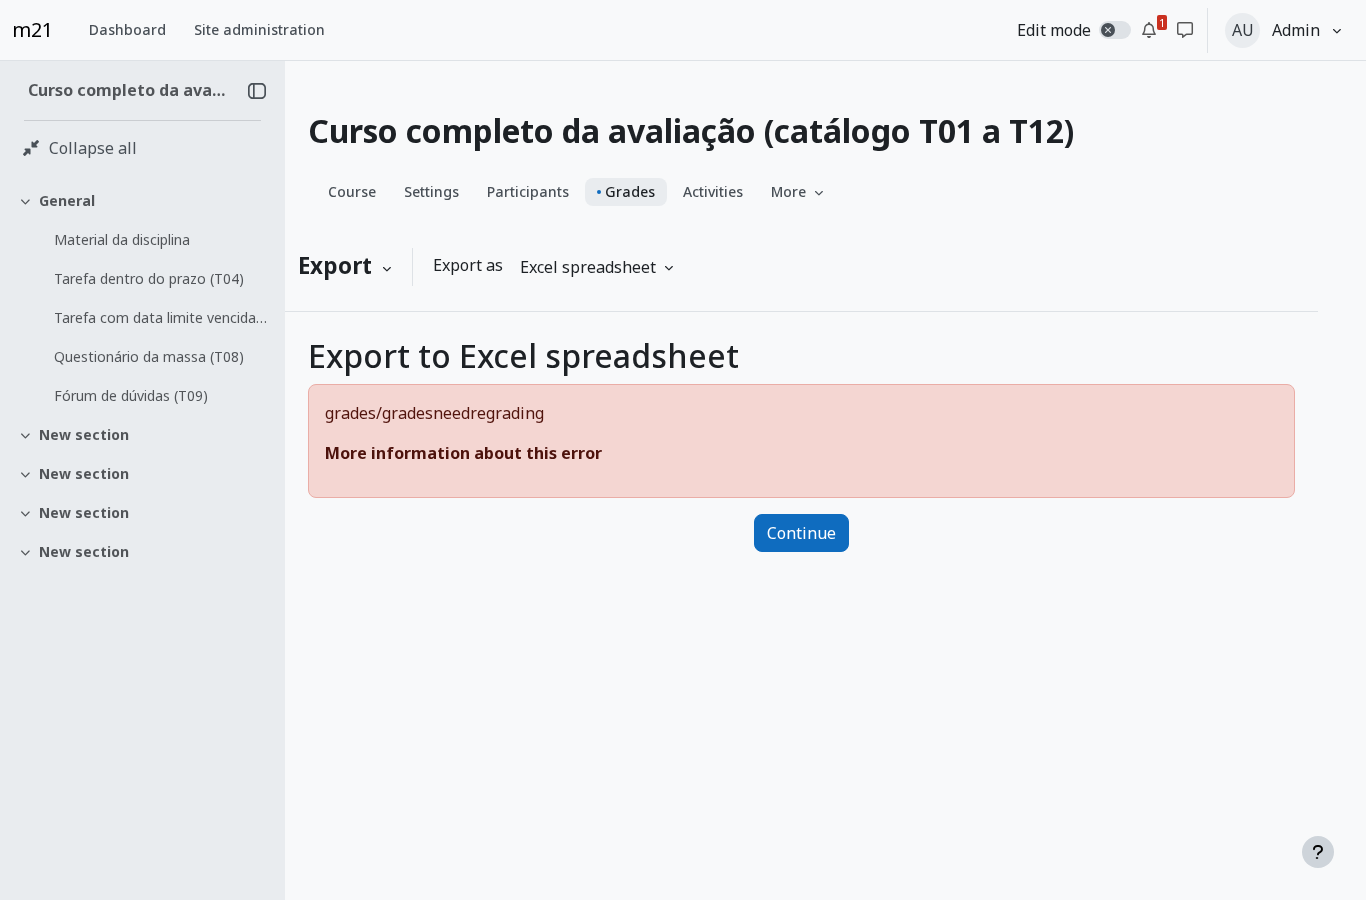 m21
Dashboard
Site administration
Edit mode
1
AU
Admin
Curso completo da ava...
Collapse all
General
Material da disciplina
Tarefa dentro do prazo (T04)
Tarefa com data limite vencida...
Questionário da massa (T08)
Fórum de dúvidas (T09)
New section
New section
New section
New section
Curso completo da avaliação (catálogo T01 a T12)
Course
Settings
Participants
Grades
Activities
More
Export
Export as
Excel spreadsheet
Export to Excel spreadsheet
grades/gradesneedregrading
More information about this error
Continue
?